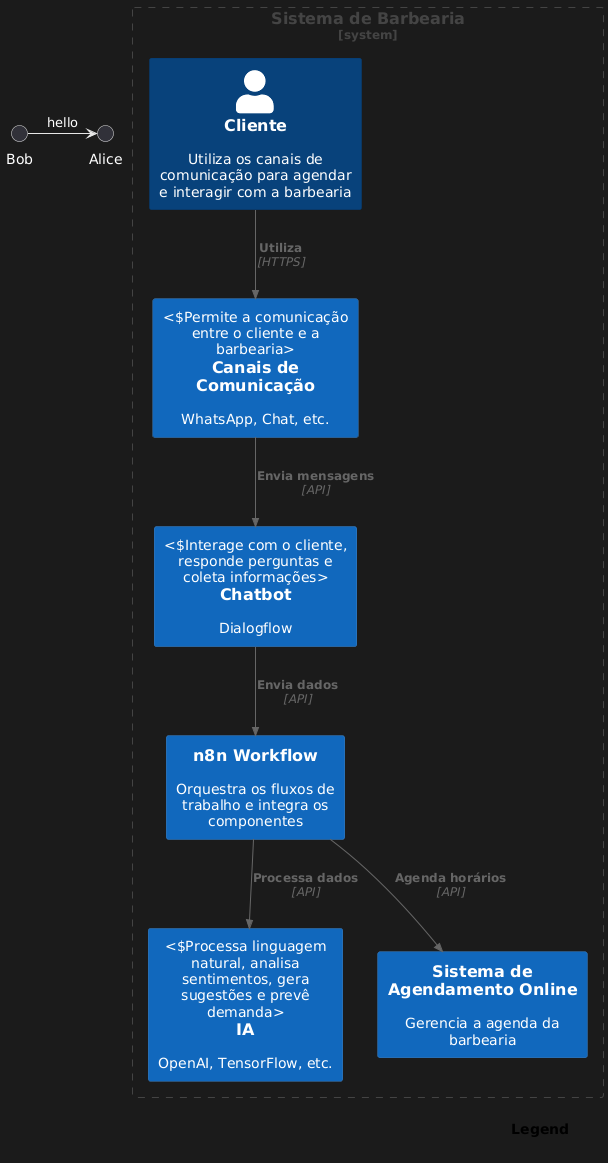 Sistema de Barbearia
[system]
Cliente
Utiliza os canais de
comunicação para agendar
e interagir com a barbearia
hello
Bob
Alice
Utiliza
[HTTPS]
<$Permite a comunicação
entre o cliente e a
barbearia>
Canais de
Comunicação
WhatsApp, Chat, etc.
Envia mensagens
[API]
<$Interage com o cliente,
responde perguntas e
coleta informações>
Chatbot
Dialogflow
Envia dados
[API]
n8n Workflow
Orquestra os fluxos de
trabalho e integra os
componentes
Processa dados
[API]
Agenda horários
[API]
<$Processa linguagem
natural, analisa
sentimentos, gera
sugestões e prevê
demanda>
IA
OpenAI, TensorFlow, etc.
Sistema de
Agendamento Online
Gerencia a agenda da
barbearia
Legend